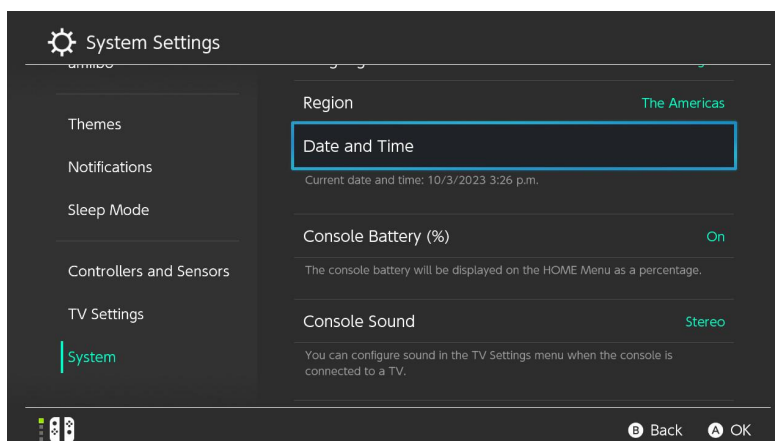 System Settings
Themes
Notifications
Sleep Mode
Controllers and Sensors
TV Settings
System
Region
The Americas
Date and Time
Current date and time: 10/3/2023 3:26 p.m.
Console Battery (%)
On
The console battery will be displayed on the HOME Menu as a percentage.
Console Sound
Stereo
You can configure sound in the TV Settings menu when the console is
connected to a TV.
B Back
A OK